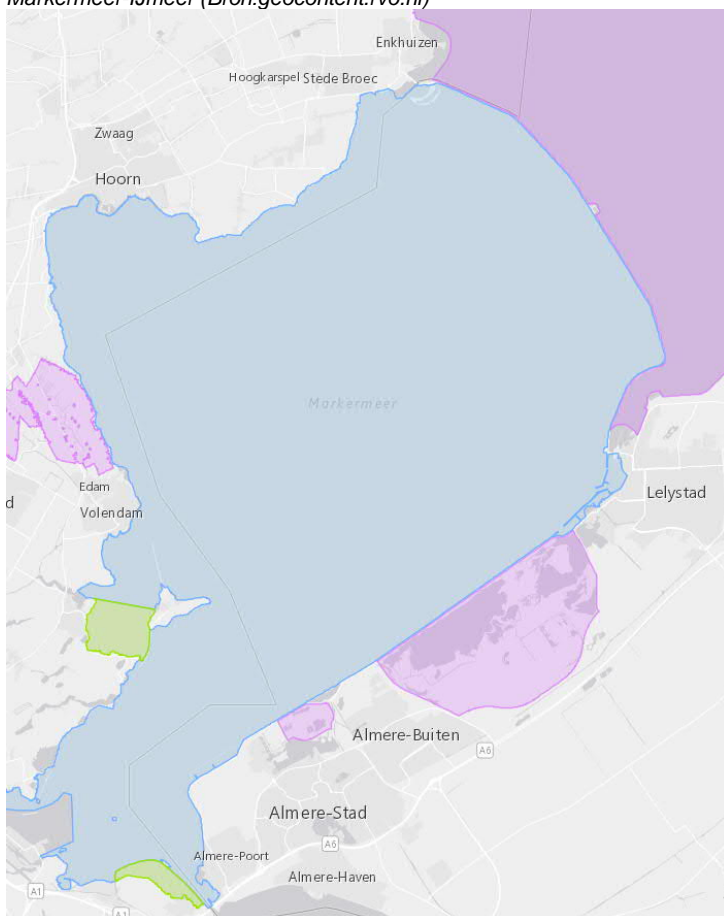 Markermeer-IJmeer (Bron:geocontent.rvo.nl)
Enkhuizen
Hoogkarspel Stede Broec
Zwaag
Hoorn
Markermeer
Edam
d
Volendam
Lelystad
Almere-Buiten
A6
Almere-Stad
A6
Almere-Poort
Almere-Haven
A1
A1